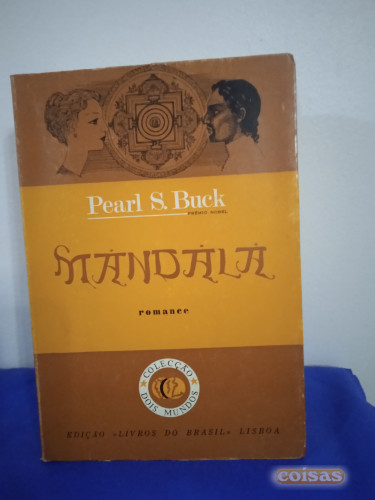 Pearl S. Buck
PRÉMIO NOBEL
MANDALA
romance
COLECÇÃO
DOIS MUNDOS
EDIÇÃO «LIVROS DO BRASIL» LISBOA
coisas